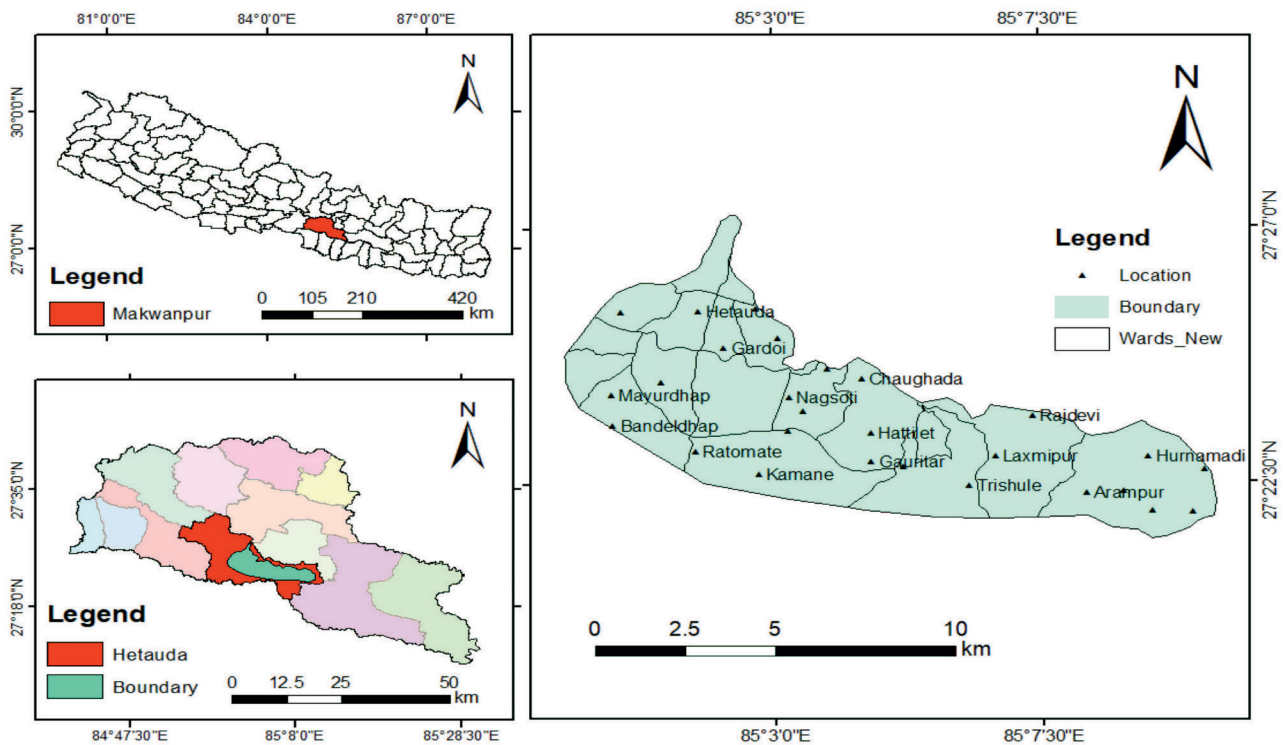 81°0'0"E 84°0'0"E 87°0'0"E
N
30°0'0"N
27°0'0"N
Legend
Makwanpur
0 105 210 420
km
N
27°35'N
27°18'0"N
Legend
Hetauda
Boundary
0 12.5 25 50
km
84°47'30"E 85°8'0"E 85°28'30"E
85°3'0"E 85°7'30"E
N
27°27'0"N
27°22'30"N
Legend
Location
Boundary
Wards_New
Hetauda
Gardoi
Chaughada
Mayurdhap
Nagsoti
Rajdevi
Bandeldhap
Hattilet
Ratomate
Gauritar
Laxmipur
Hurnamadi
Kamane
Trishule
Arampur
0 2.5 5 10
km
85°3'0"E 85°7'30"E